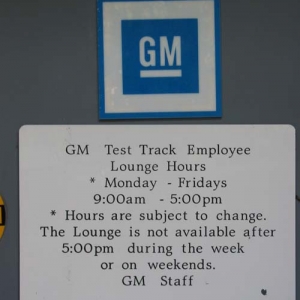 GM
GM Test Track Employee
Lounge Hours
* Monday - Fridays
9:00am - 5:00pm
* Hours are subject to change.
The Lounge is not available after
5:00pm during the week
or on weekends.
GM Staff